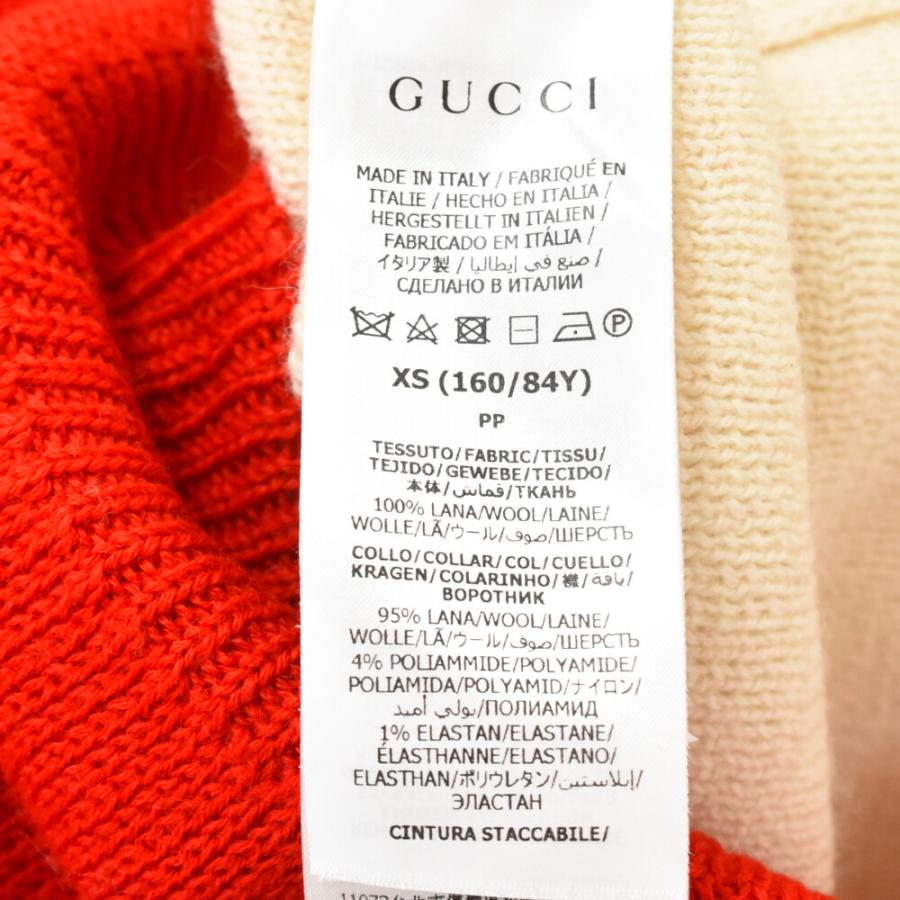 GUCCI
MADE IN ITALY / FABRIQUÉ EN
ITALIE / HECHO EN ITALIA /
HERGESTELLT IN ITALIEN /
FABRICADO EM ITÁLIA /
イタリア製 / صنع في إيطاليا /
СДЕЛАНО В ИТАЛИИ
P
XS (160/84Y)
PP
TESSUTO/FABRIC/TISSU/
TEJIDO/GEWEBE/TECIDO/
本体/قماش/ТКАНЬ
100% LANA/WOOL/LAINE/
WOLLE/LÃ/ウール/صوف/ШЕРСТЬ
COLLO/COLLAR/COL/CUELLO/
KRAGEN/COLARINHO/襟/ياقة/
ВОРОТНИК
95% LANA/WOOL/LAINE/
WOLLE/LÃ/ウール/صوف/ШЕРСТЬ
4% POLIAMMIDE/POLYAMIDE/
POLIAMIDA/POLYAMID/ナイロン/
بولي أميد/ПОЛИАМИД
1% ELASTAN/ELASTANE/
ÉLASTHANNE/ELASTANO/
ELASTHAN/ポリウレタン/إيلاستين/
ЭЛАСТАН
CINTURA STACCABILE/